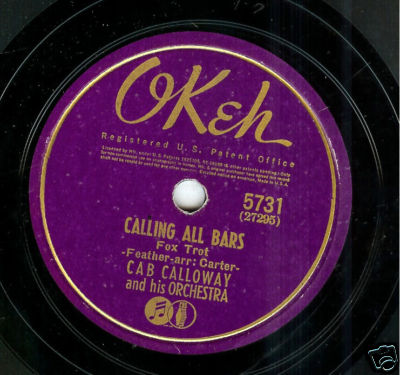 OKeh
Registered U.S. Patent Office
5731
(27295)
CALLING ALL BARS
Fox Trot
-Feather-arr: Carter-
CAB CALLOWAY
and his ORCHESTRA